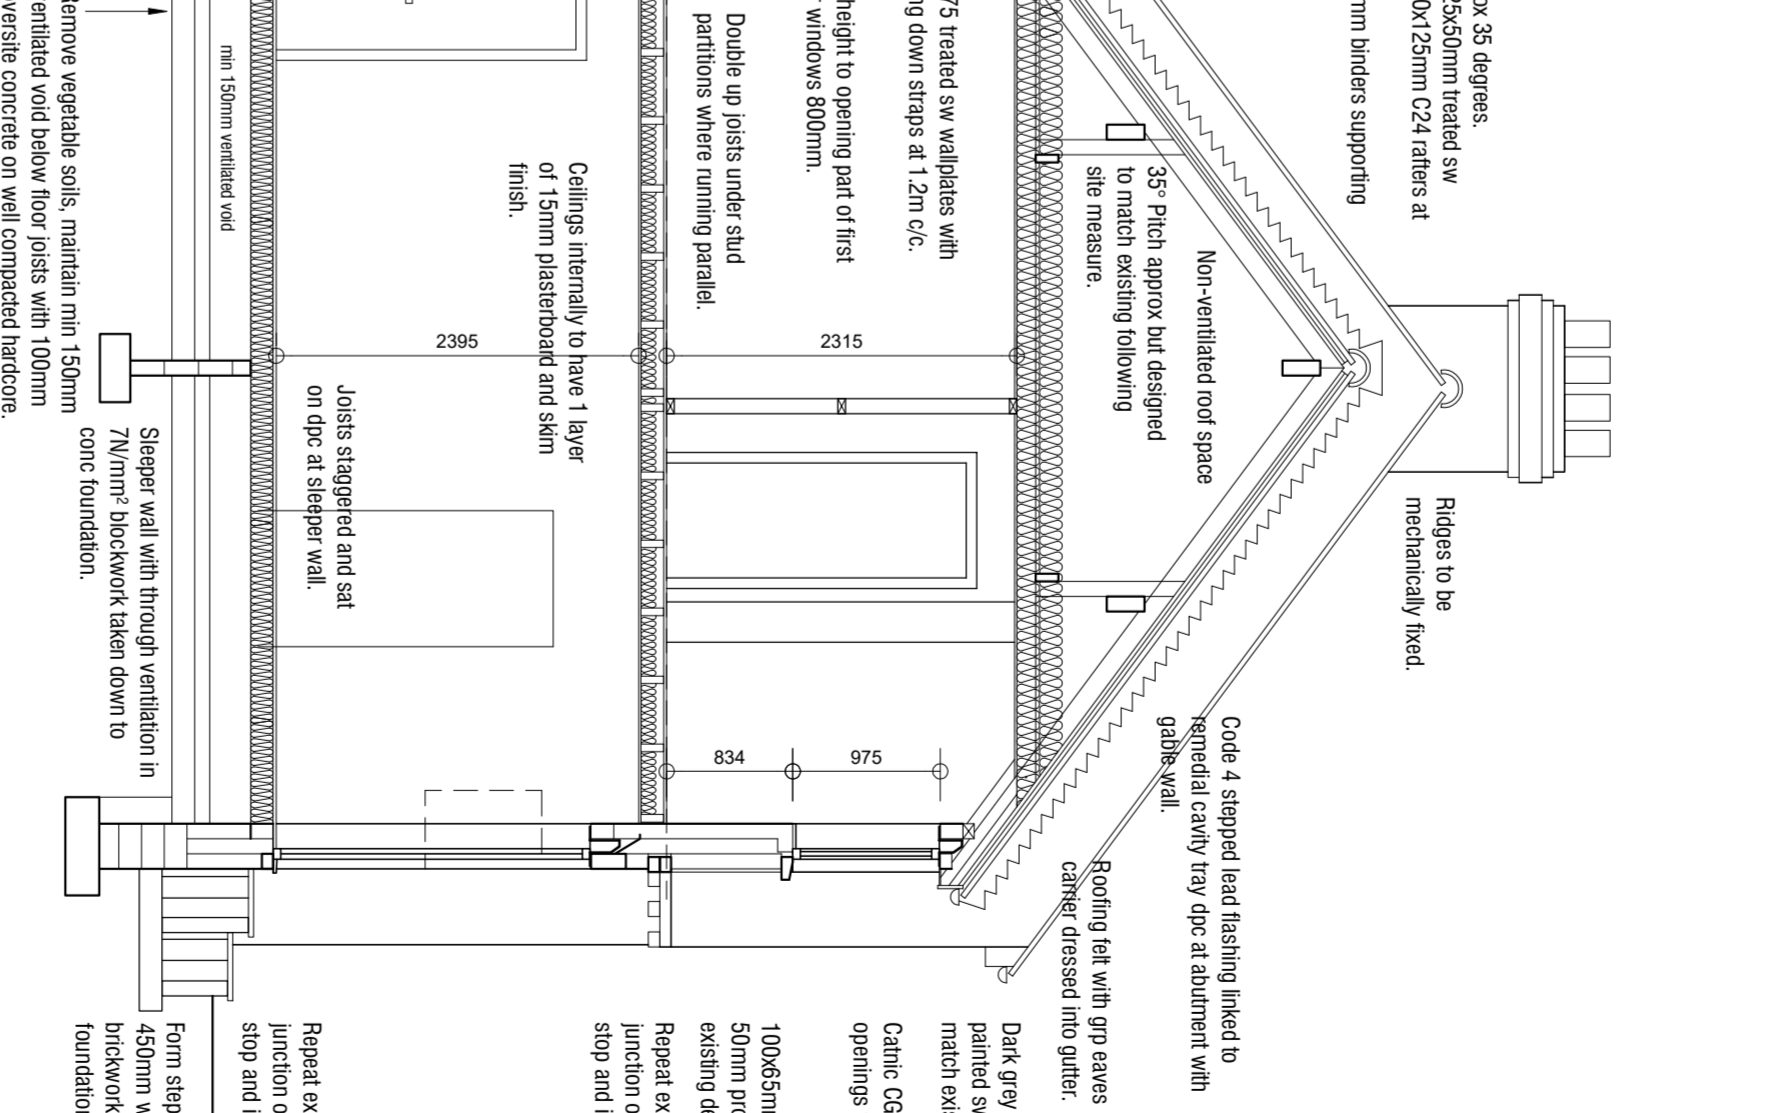 ox 35 degrees.
25x50mm treated sw
0x125mm C24 rafters at
mm binders supporting
Ridges to be
mechanically fixed.
Code 4 stepped lead flashing linked to
remedial cavity tray dpc at abutment with
gable wall.
Non-ventilated roof space
35° Pitch approx but designed
to match existing following
site measure.
Roofing felt with grp eaves
carrier dressed into gutter.
75 treated sw wallplates with
ng down straps at 1.2m c/c.
height to opening part of first
r windows 800mm.
Double up joists under stud
partitions where running parallel.
Dark grey
painted sw
match exis
Catnic CG
openings
100x65mm
50mm pro
existing de
2315
834
975
Ceilings internally to have 1 layer
of 15mm plasterboard and skim
finish.
Repeat ex
junction o
stop and i
2395
Joists staggered and sat
on dpc at sleeper wall.
Repeat ex
junction o
stop and i
min 150mm ventilated void
Sleeper wall with through ventilation in
7N/mm² blockwork taken down to
conc foundation.
Form step
450mm w
brickwork
foundation
Remove vegetable soils, maintain min 150mm
entilated void below floor joists with 100mm
versite concrete on well compacted hardcore.